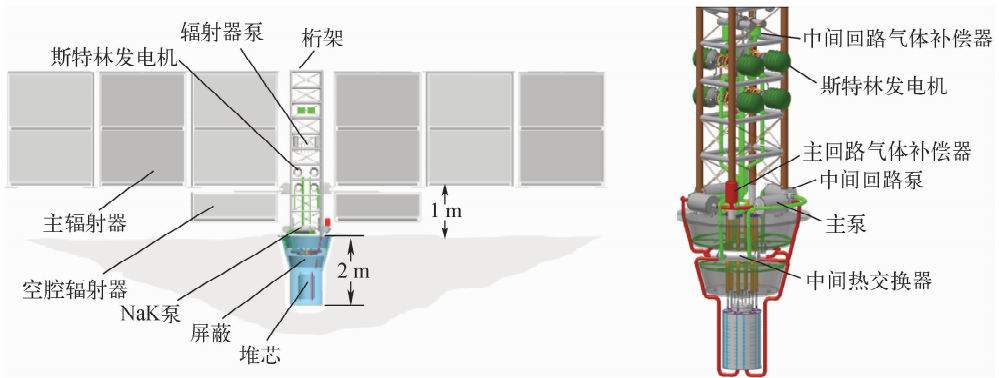 辐射器泵
桁架
斯特林发电机
主辐射器
1 m
空腔辐射器
2 m
NaK泵
屏蔽
堆芯
中间回路气体补偿器
斯特林发电机
主回路气体补偿器
中间回路泵
主泵
中间热交换器